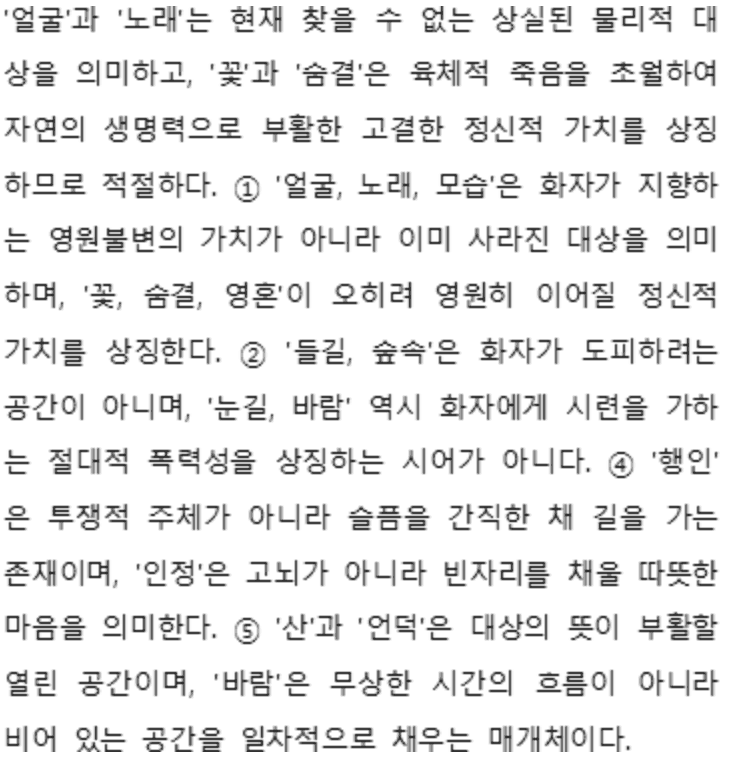 '얼굴'과 '노래'는 현재 찾을 수 없는 상실된 물리적 대
상을 의미하고, '꽃'과 '숨결'은 육체적 죽음을 초월하여
자연의 생명력으로 부활한 고결한 정신적 가치를 상징
하므로 적절하다. ① '얼굴, 노래, 모습'은 화자가 지향하
는 영원불변의 가치가 아니라 이미 사라진 대상을 의미
하며, '꽃, 숨결, 영혼'이 오히려 영원히 이어질 정신적
가치를 상징한다. ② '들길, 숲속'은 화자가 도피하려는
공간이 아니며, '눈길, 바람' 역시 화자에게 시련을 가하
는 절대적 폭력성을 상징하는 시어가 아니다. ④ '행인'
은 투쟁적 주체가 아니라 슬픔을 간직한 채 길을 가는
존재이며, '인정'은 고뇌가 아니라 빈자리를 채울 따뜻한
마음을 의미한다. ⑤ '산'과 '언덕'은 대상의 뜻이 부활할
열린 공간이며, '바람'은 무상한 시간의 흐름이 아니라
비어 있는 공간을 일차적으로 채우는 매개체이다.